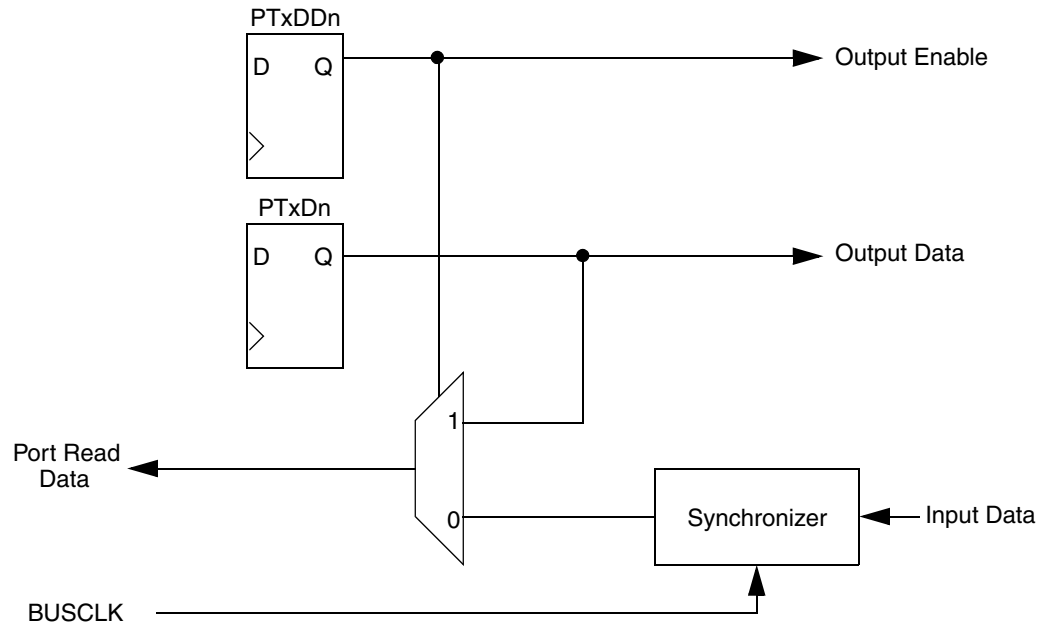 PTxDDn
D Q
Output Enable
PTxDn
D Q
Output Data
1
Port Read
Data
0
Synchronizer
Input Data
BUSCLK